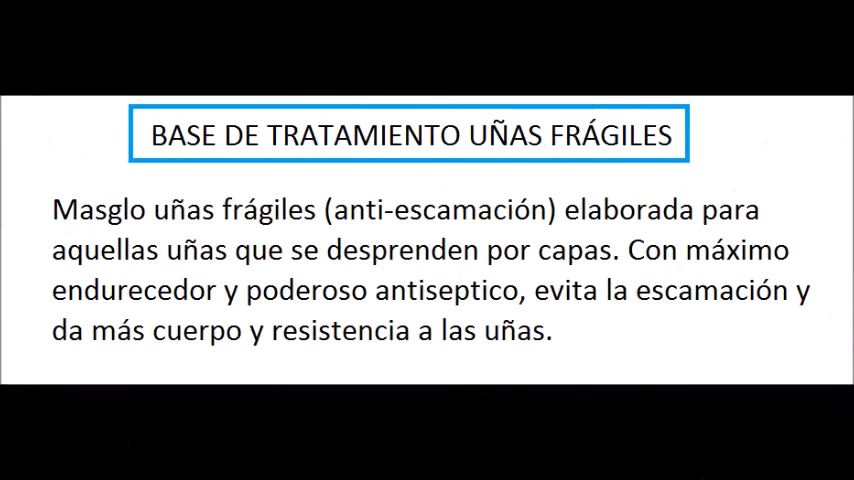 BASE DE TRATAMIENTO UÑAS FRÁGILES
Masglo uñas frágiles (anti-escamación) elaborada para
aquellas uñas que se desprenden por capas. Con máximo
endurecedor y poderoso antiseptico, evita la escamación y
da más cuerpo y resistencia a las uñas.